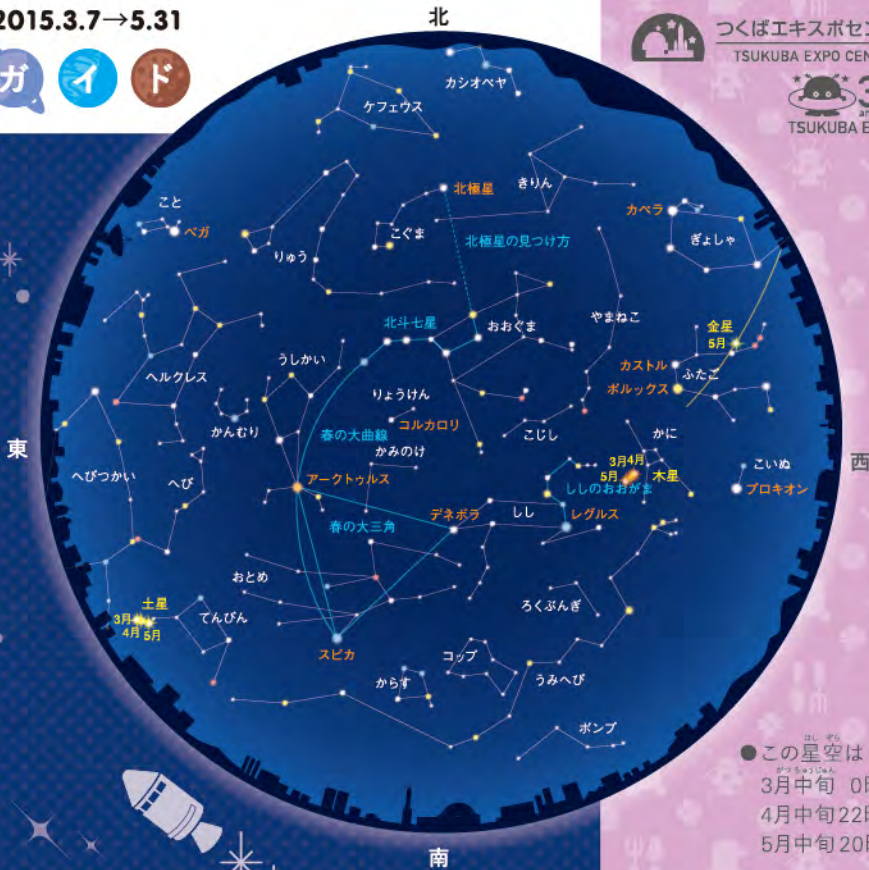 2015.3.7→5.31
ガイド
北
つくばエキスポセン
TSUKUBA EXPO CEN
TSUKUBA E
カシオペヤ
ケフェウス
北極星
きりん
こと
ベガ
カペラ
ぎょしゃ
こぐま
りゅう
北極星の見つけ方
北斗七星
おおぐま
やまねこ
金星
5月
うしかい
カストル
ふたご
ポルックス
ヘルクレス
りょうけん
コルカロリ
かんむり
春の大曲線
こじし
かに
かみのけ
東
西
へびつかい
へび
アークトゥルス
3月4月
5月
木星
こいぬ
プロキオン
ししのおおがま
しし
レグルス
デネボラ
春の大三角
おとめ
ろくぶんぎ
土星
3月
4月
5月
てんびん
スピカ
コップ
からす
うみへび
ポンプ
●この星空は
3月中旬 0時
4月中旬22時
5月中旬20時
南